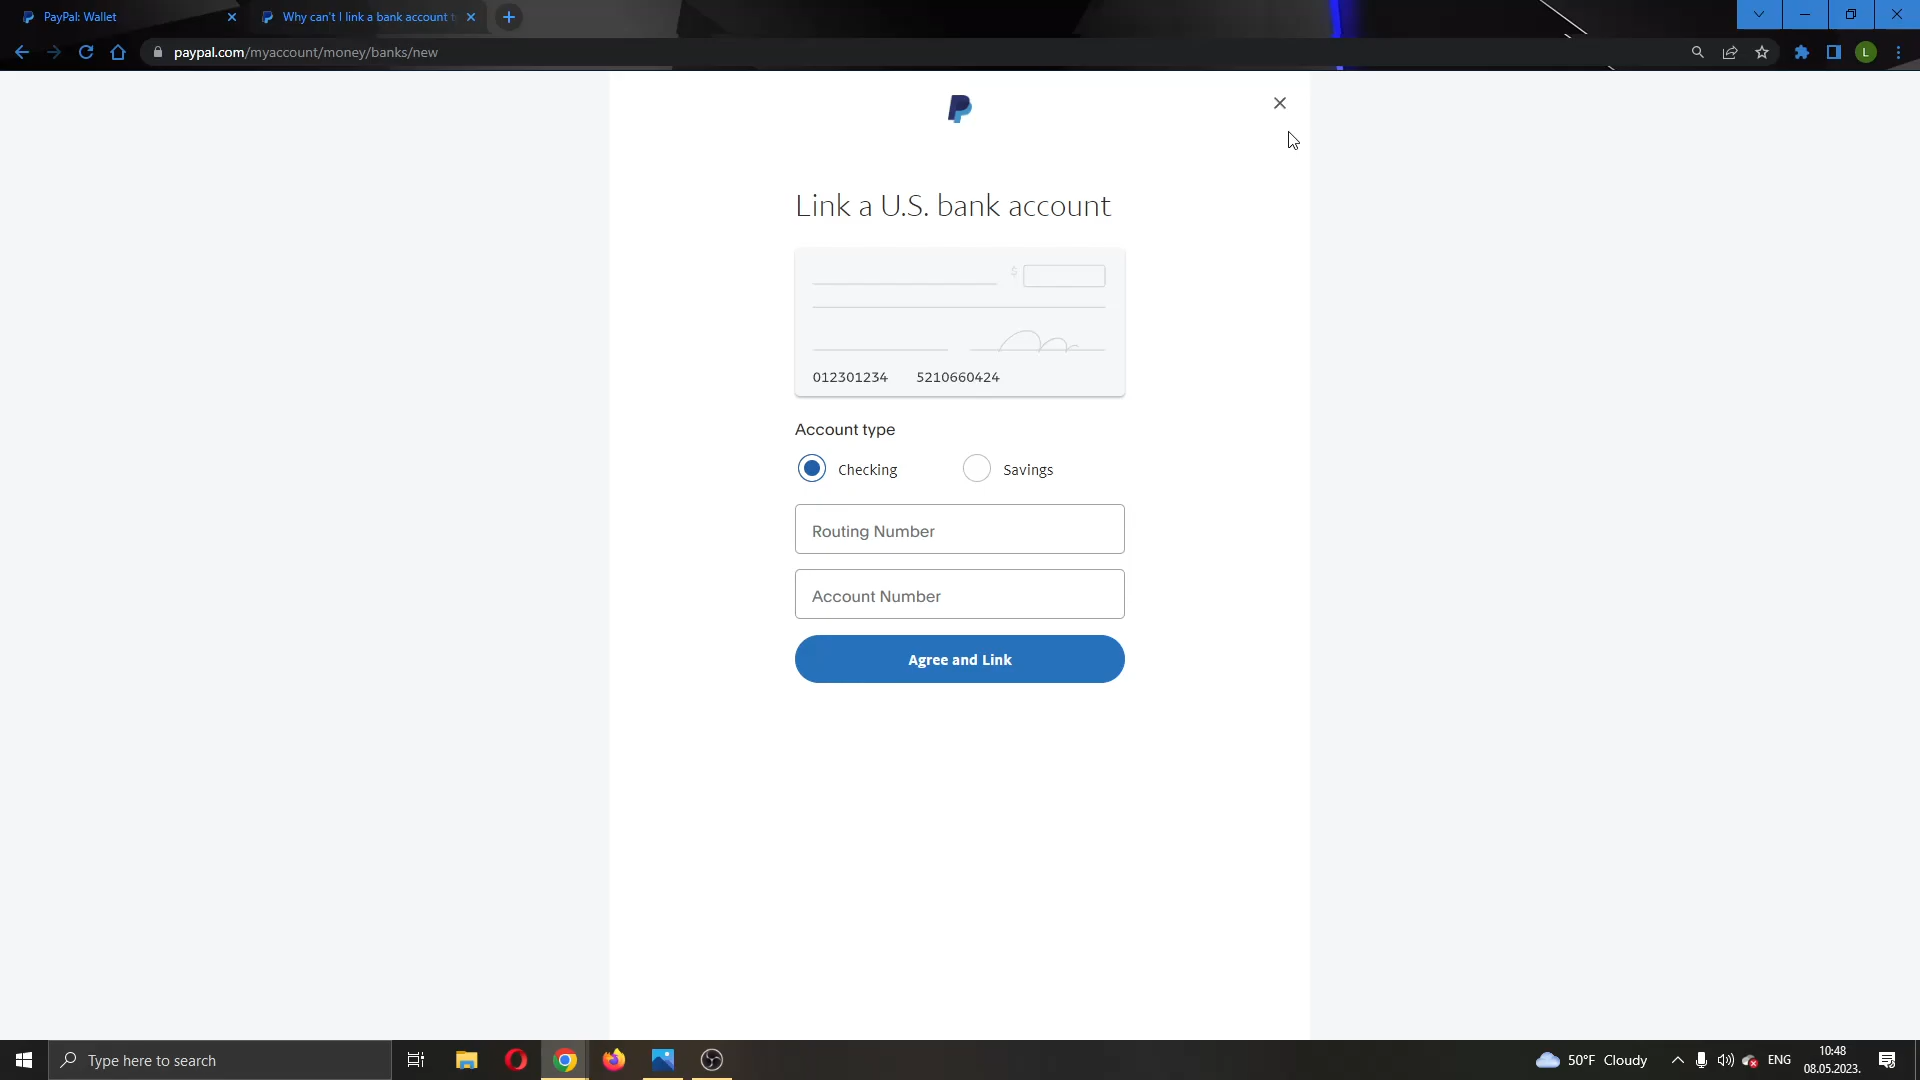 PayPal: Wallet
Why can't I link a bank account t
paypal.com/myaccount/money/banks/new
L
Link a U.S. bank account
$
012301234 5210660424
Account type
Checking Savings
Routing Number
Account Number
Agree and Link
Type here to search
50°F Cloudy
ENG
10:48
08.05.2023.